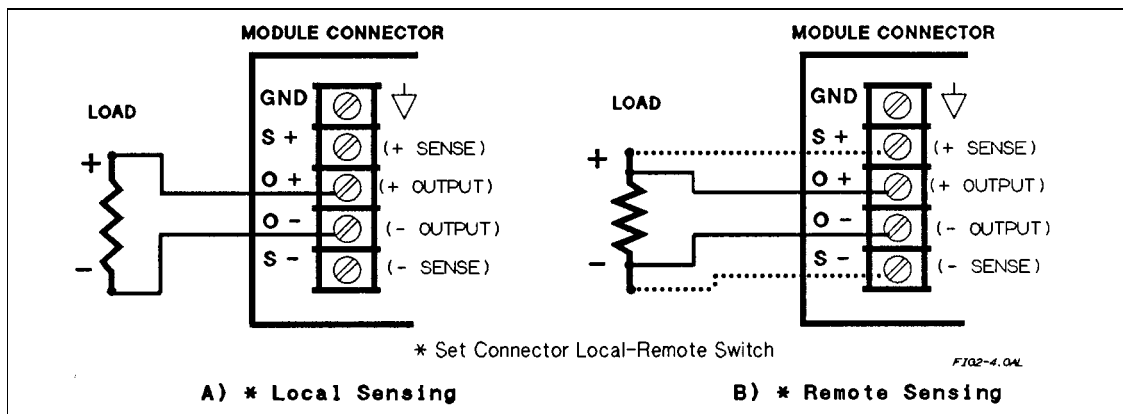 MODULE CONNECTOR
LOAD
GND
S +
(+ SENSE)
+
O +
(+ OUTPUT)
O -
(- OUTPUT)
-
S -
(- SENSE)
MODULE CONNECTOR
LOAD
GND
S +
(+ SENSE)
+
O +
(+ OUTPUT)
O -
(- OUTPUT)
-
S -
(- SENSE)
* Set Connector Local-Remote Switch
FIG2-4.GAL
A) * Local Sensing
B) * Remote Sensing